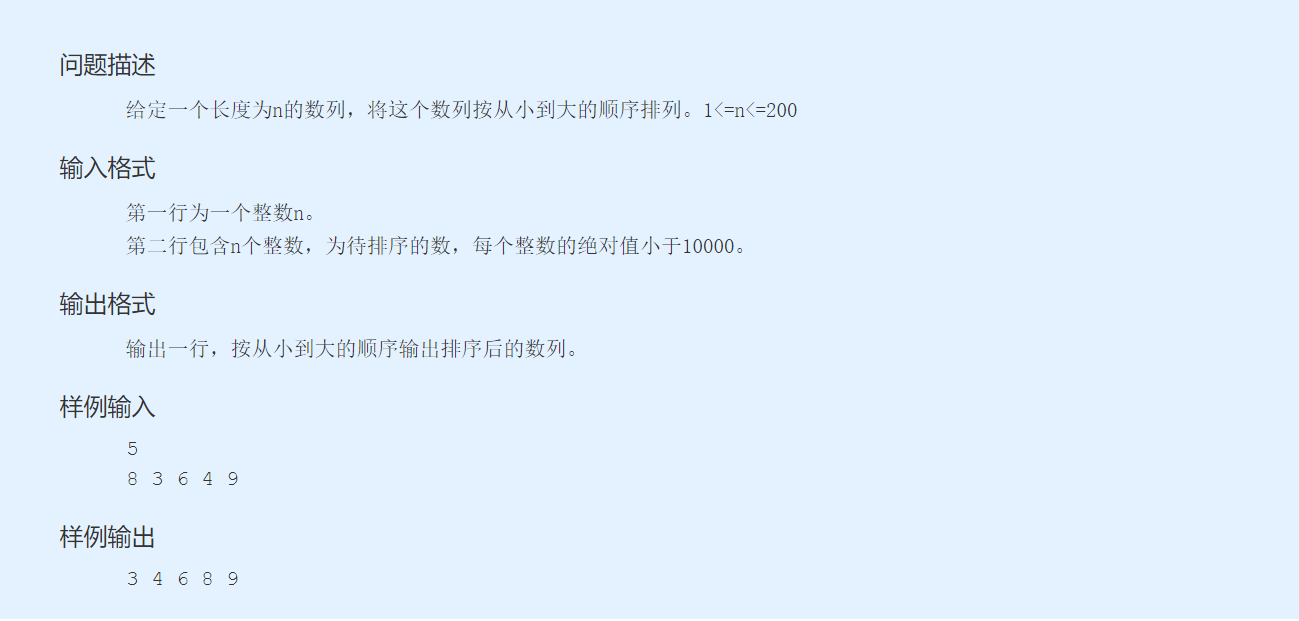 问题描述
给定一个长度为n的数列，将这个数列按从小到大的顺序排列。1<=n<=200
输入格式
第一行为一个整数n。
第二行包含n个整数，为待排序的数，每个整数的绝对值小于10000。
输出格式
输出一行，按从小到大的顺序输出排序后的数列。
样例输入
5
8 3 6 4 9
样例输出
3 4 6 8 9